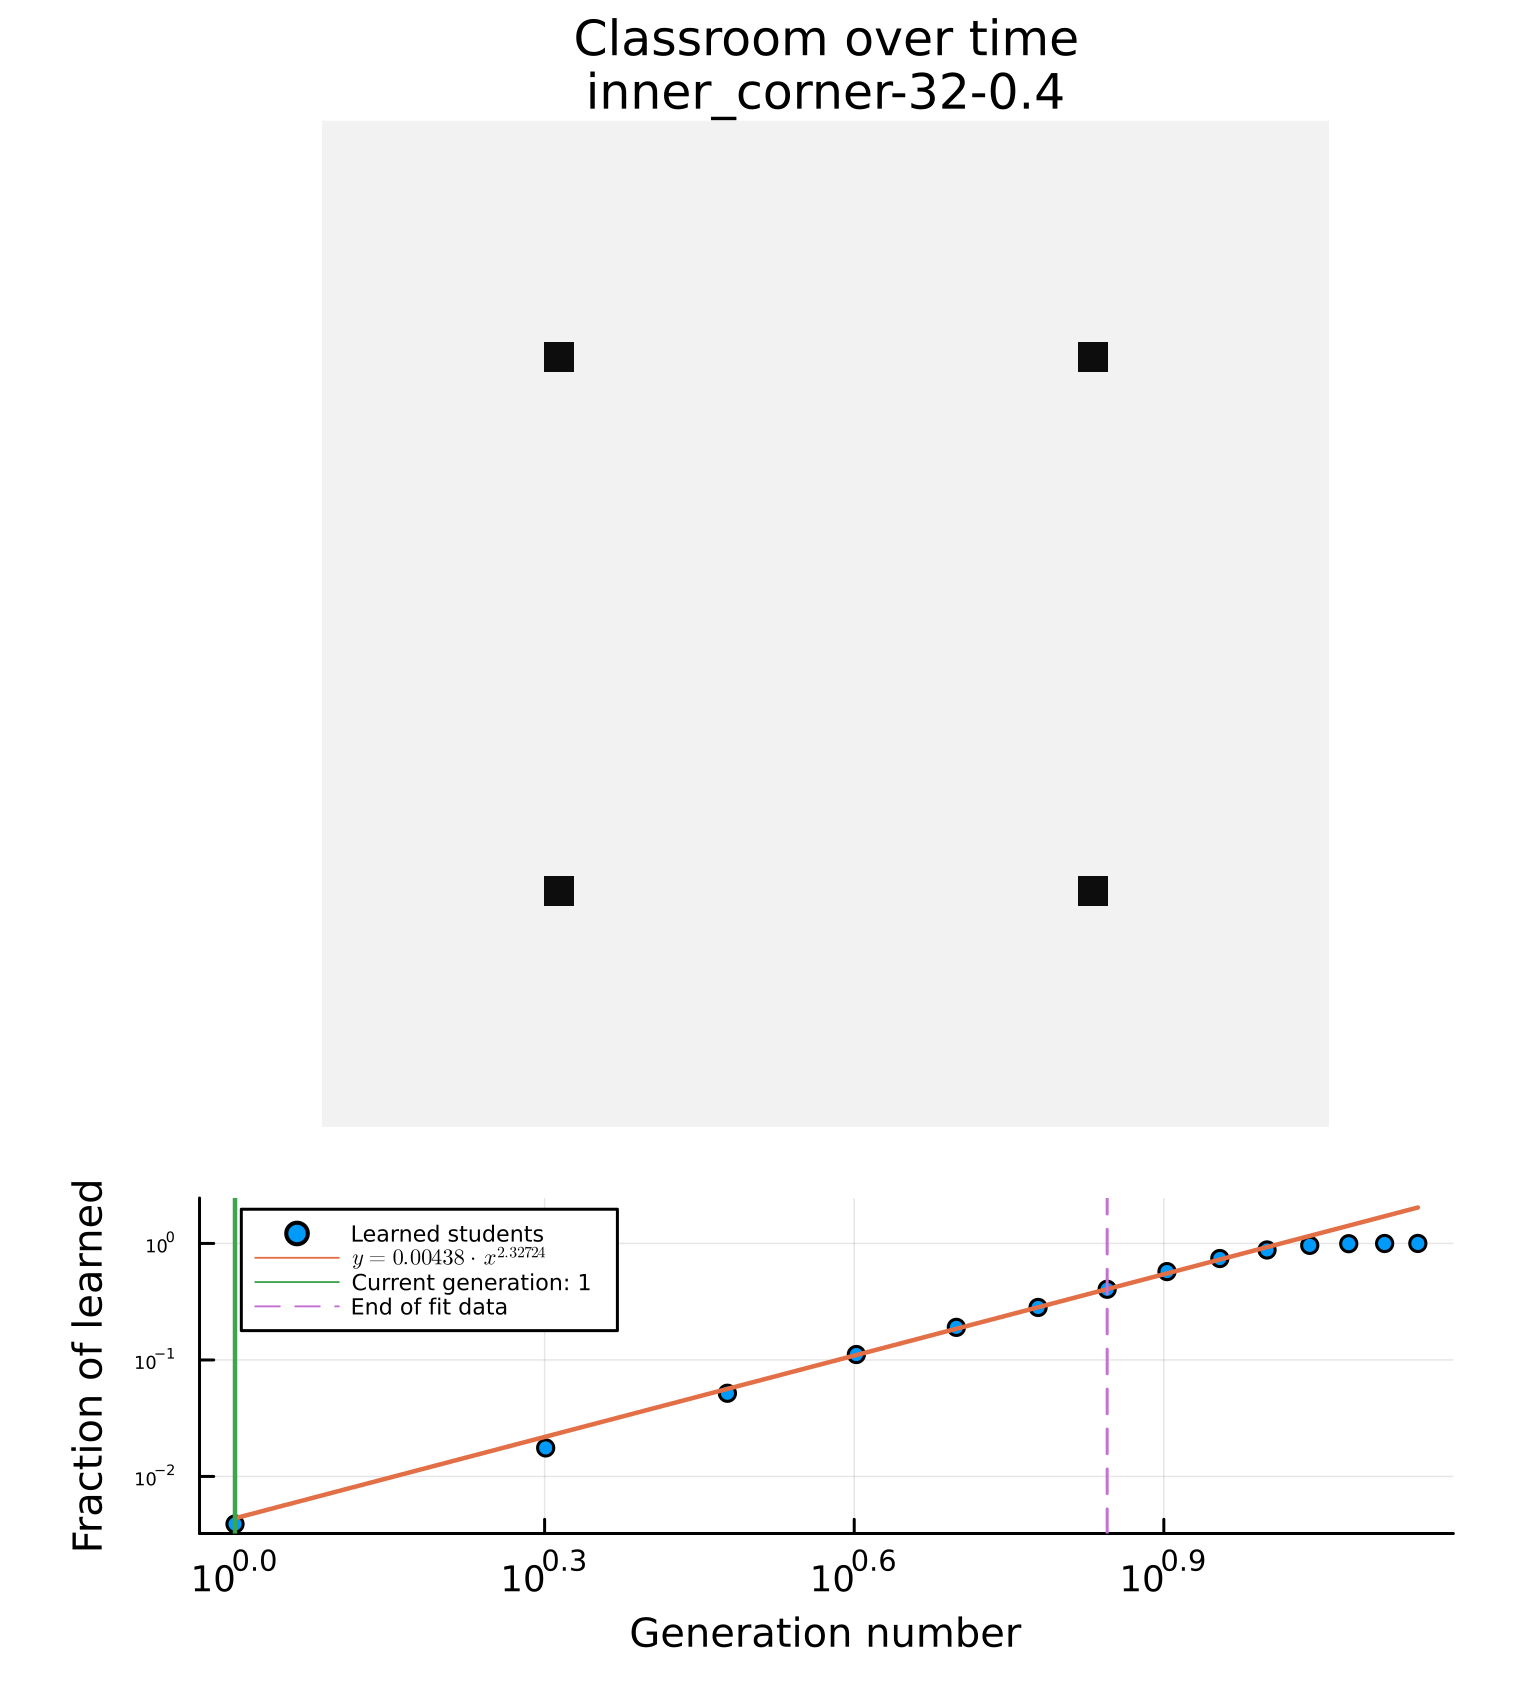 Classroom over time
inner_corner-32-0.4
Fraction of learned
10⁰
10⁻¹
10⁻²
Learned students
y = 0.00438 · x^2.32724
Current generation: 1
End of fit data
10^0.0 10^0.3 10^0.6 10^0.9
Generation number